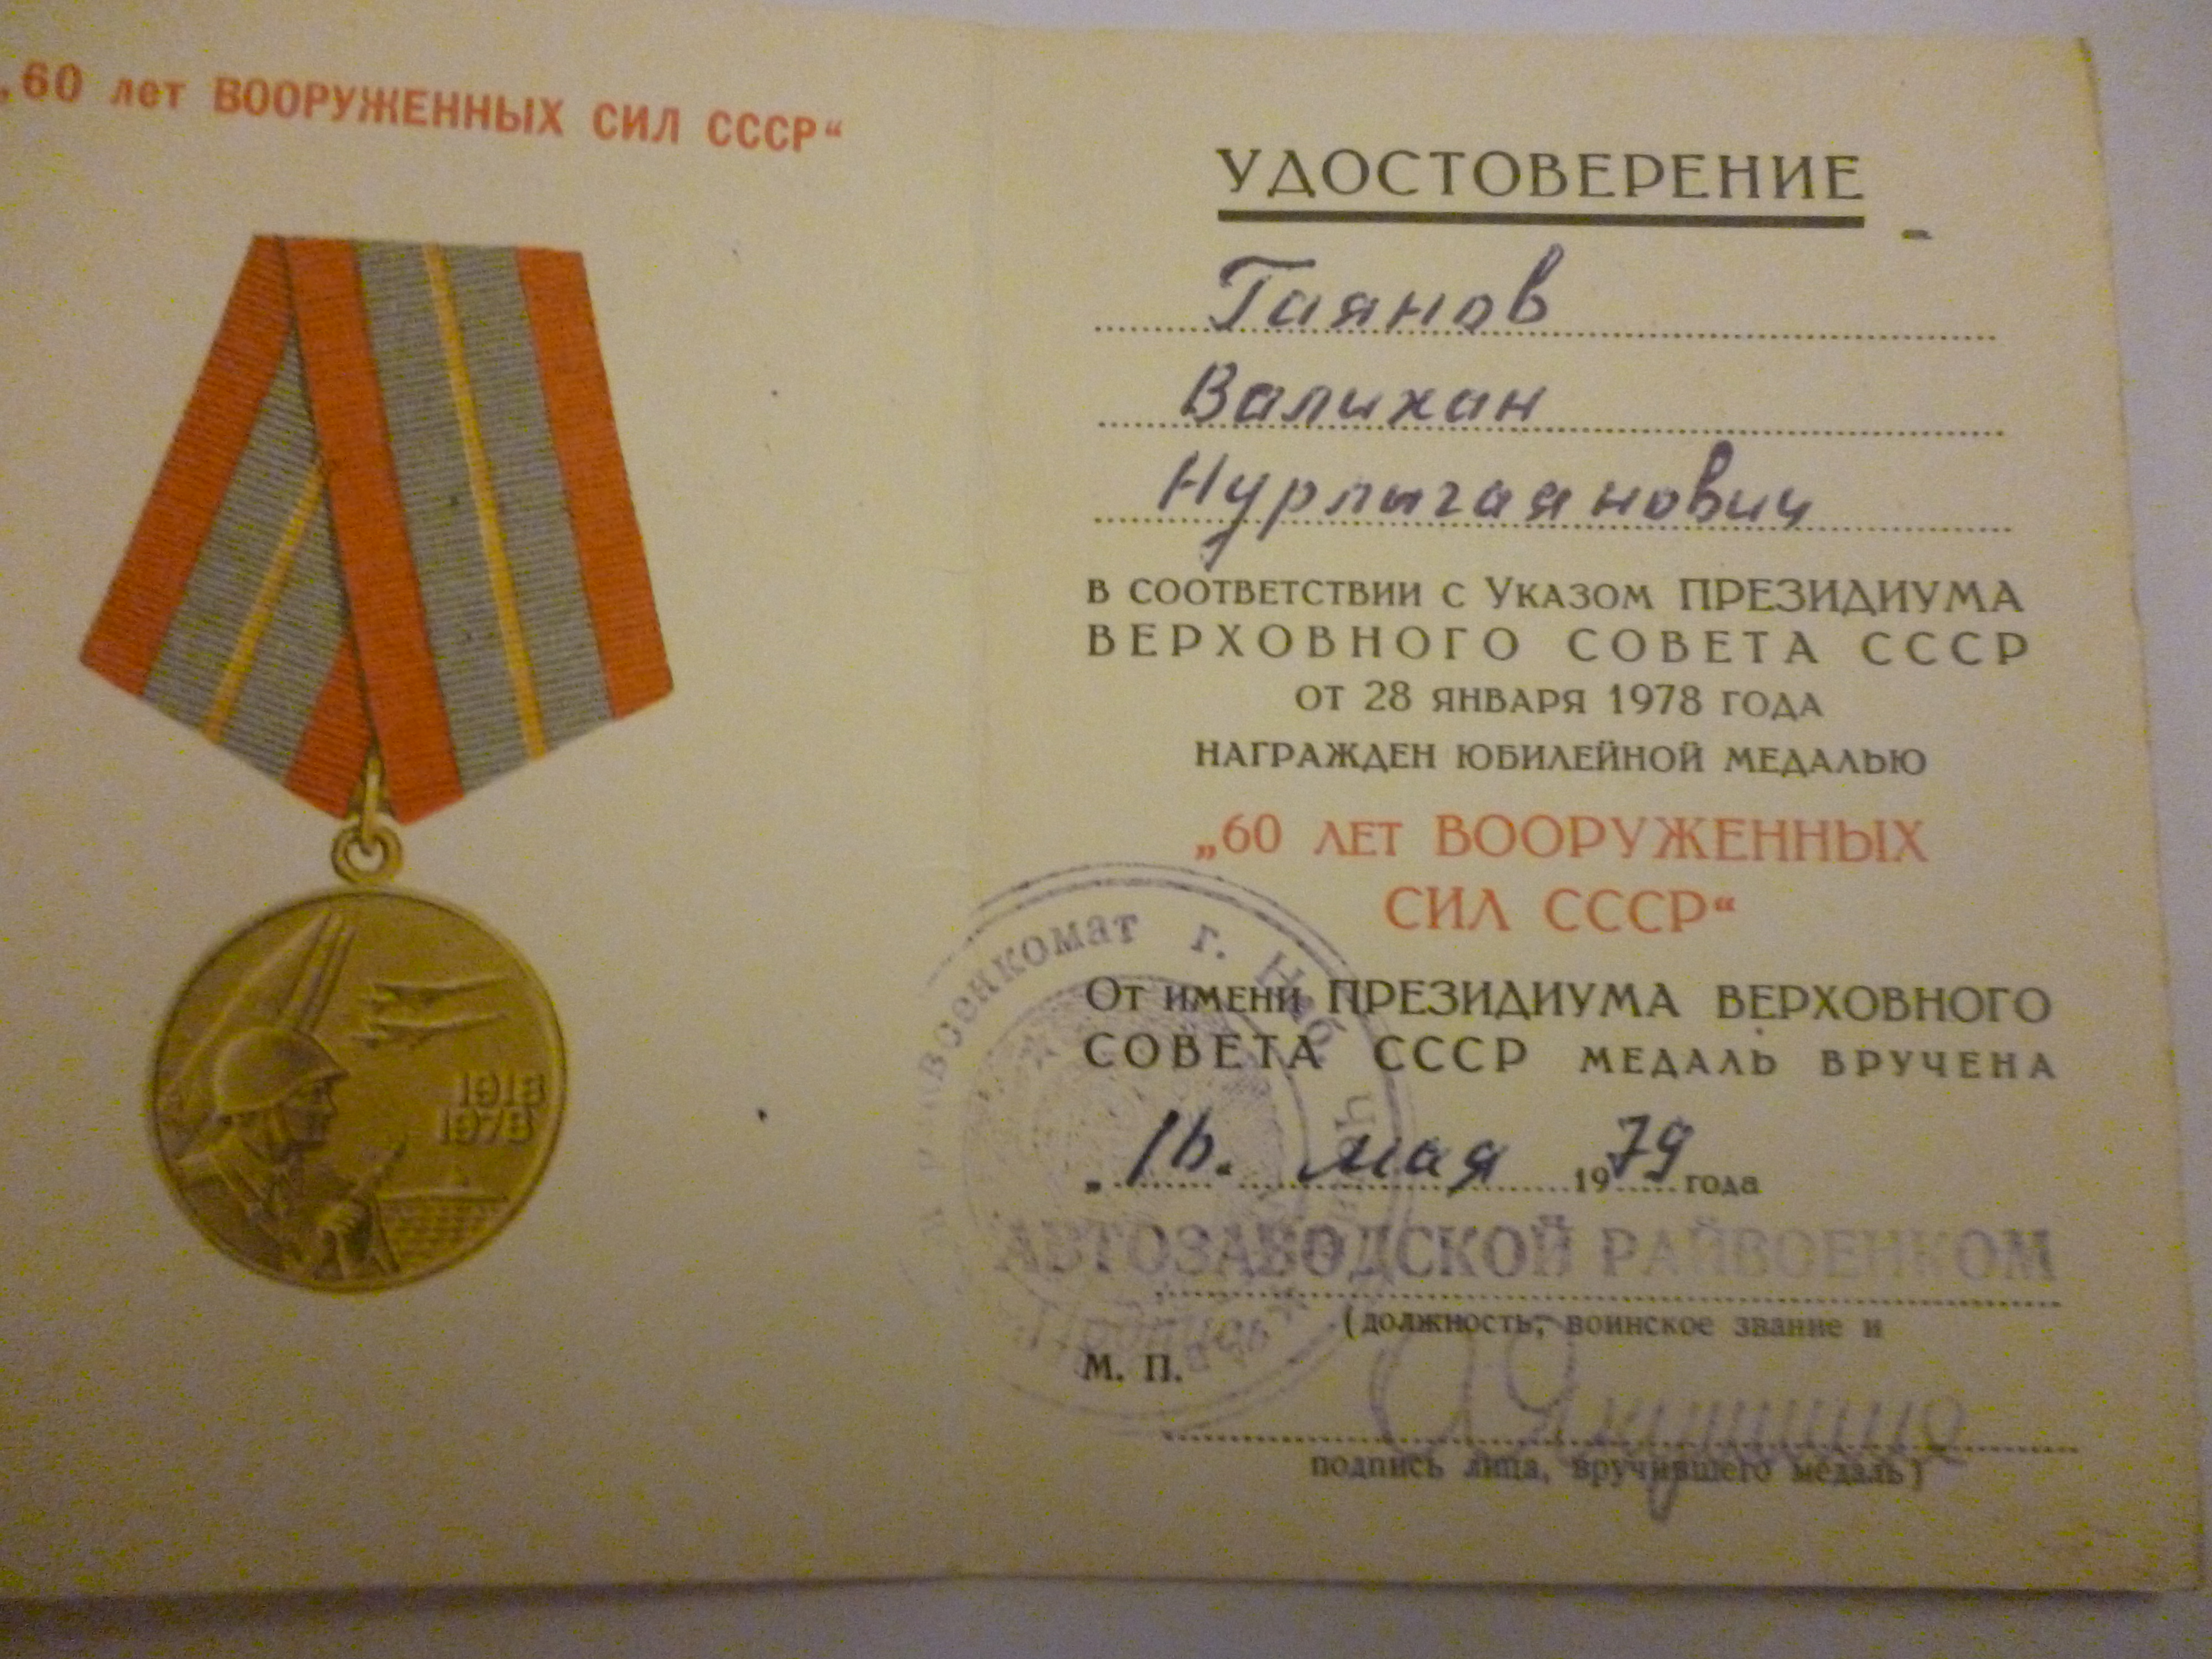 „60 лет ВООРУЖЕННЫХ СИЛ СССР“
1918
1978
УДОСТОВЕРЕНИЕ
Гаянов
Валихан
Нурлыгаянович
в соответствии с Указом ПРЕЗИДИУМА
ВЕРХОВНОГО СОВЕТА СССР
от 28 января 1978 года
награжден юбилейной медалью
„60 лет ВООРУЖЕННЫХ
СИЛ СССР“
От имени ПРЕЗИДИУМА ВЕРХОВНОГО
СОВЕТА СССР медаль вручена
„16“ мая 1979 года
АВТОЗАВОДСКОЙ РАЙВОЕНКОМ
(должность, воинское звание и
М. П.
подпись лица, вручившего медаль)
райвоенкомат г. Наб.